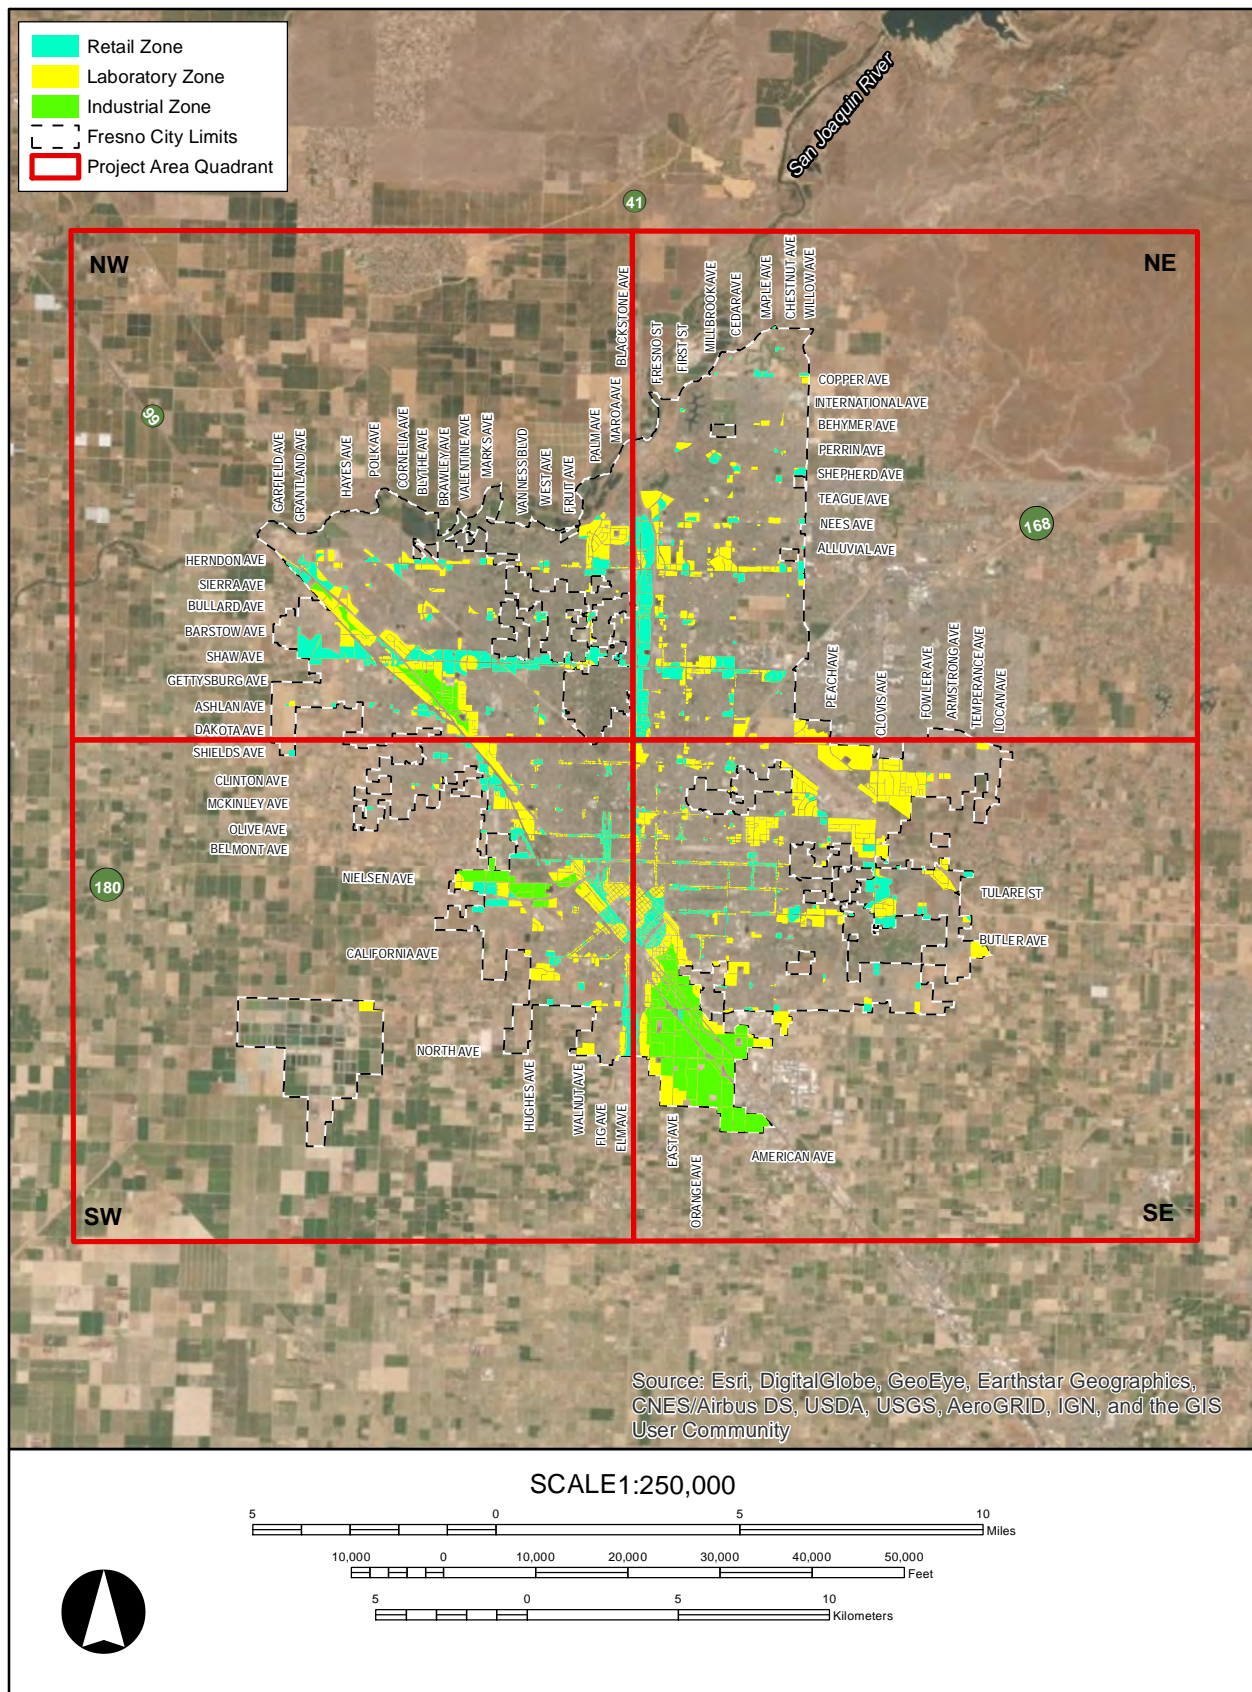 Retail Zone
Laboratory Zone
Industrial Zone
Fresno City Limits
Project Area Quadrant
San Joaquin River
41
NW
NE
99
168
180
BLACKSTONE AVE
FRESNO ST
FIRST ST
MILLBROOK AVE
CEDAR AVE
MAPLE AVE
CHESTNUT AVE
WILLOW AVE
COPPER AVE
INTERNATIONAL AVE
BEHYMER AVE
PERRIN AVE
SHEPHERD AVE
TEAGUE AVE
NEES AVE
ALLUVIAL AVE
GARFIELD AVE
GRANTLAND AVE
HAYES AVE
POLK AVE
CORNELIA AVE
BLYTHE AVE
BRAWLEY AVE
VALENTINE AVE
MARKS AVE
VAN NESS BLVD
WEST AVE
FRUIT AVE
PALM AVE
MAROA AVE
HERNDON AVE
SIERRA AVE
BULLARD AVE
BARSTOW AVE
SHAW AVE
GETTYSBURG AVE
ASHLAN AVE
DAKOTA AVE
SHIELDS AVE
CLINTON AVE
MCKINLEY AVE
OLIVE AVE
BELMONT AVE
NIELSEN AVE
CALIFORNIA AVE
NORTH AVE
PEACH AVE
CLOVIS AVE
FOWLER AVE
ARMSTRONG AVE
TEMPERANCE AVE
LOCAN AVE
TULARE ST
BUTLER AVE
HUGHES AVE
WALNUT AVE
FIG AVE
ELM AVE
EAST AVE
ORANGE AVE
AMERICAN AVE
SW
SE
Source: Esri, DigitalGlobe, GeoEye, Earthstar Geographics,
CNES/Airbus DS, USDA, USGS, AeroGRID, IGN, and the GIS
User Community
SCALE1:250,000
5 0 5 10
Miles
10,000 0 10,000 20,000 30,000 40,000 50,000
Feet
5 0 5 10
Kilometers